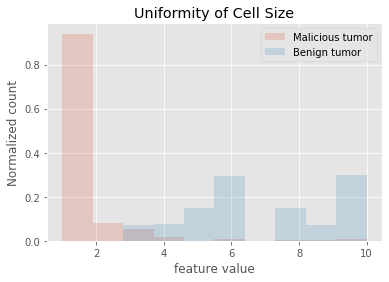 Uniformity of Cell Size
Malicious tumor
Benign tumor
Normalized count
0.8
0.6
0.4
0.2
0.0
2
4
6
8
10
feature value